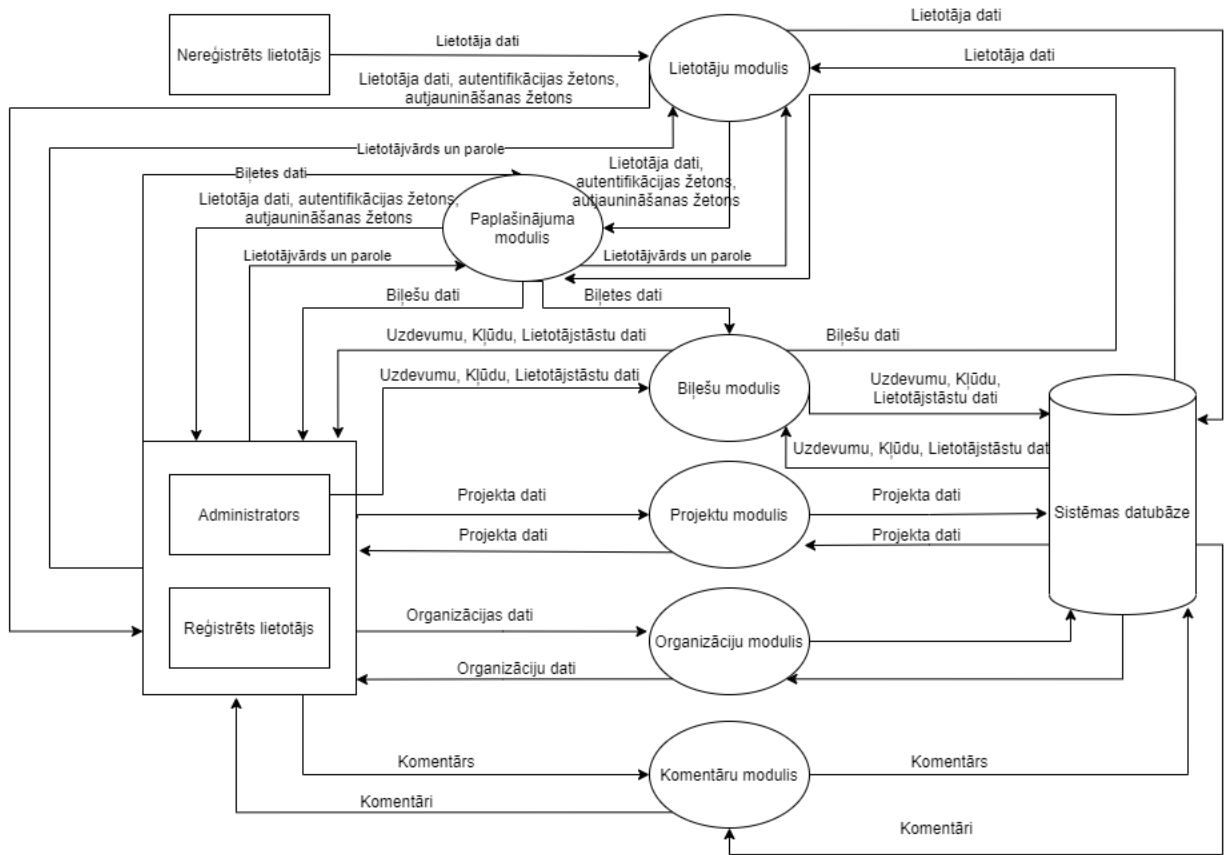 Lietotāja dati
Nereģistrēts lietotājs
Lietotāja dati
Lietotāju modulis
Lietotāja dati
Lietotāja dati, autentifikācijas žetons,
autjaunināšanas žetons
Lietotājvārds un parole
Lietotāja dati,
autentifikācijas žetons,
autjaunināšanas žetons
Biļetes dati
Lietotāja dati, autentifikācijas žetons,
autjaunināšanas žetons
Paplašinājuma
modulis
Lietotājvārds un parole
Lietotājvārds un parole
Biļešu dati
Biļetes dati
Uzdevumu, Kļūdu, Lietotājstāstu dati
Biļešu dati
Uzdevumu, Kļūdu, Lietotājstāstu dati
Biļešu modulis
Uzdevumu, Kļūdu,
Lietotājstāstu dati
Uzdevumu, Kļūdu, Lietotājstāstu dat
Administrators
Projekta dati
Projektu modulis
Projekta dati
Sistēmas datubāze
Projekta dati
Projekta dati
Reģistrēts lietotājs
Organizācijas dati
Organizāciju modulis
Organizāciju dati
Komentārs
Komentāru modulis
Komentārs
Komentāri
Komentāri